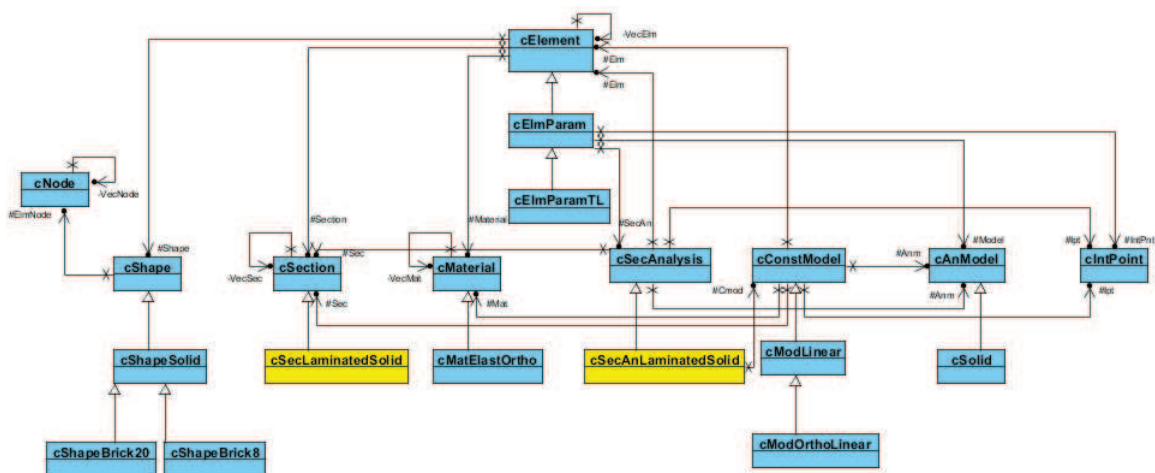 cElement
-VecElm
#Elm
#Elm
cElmParam
cNode
-VecNode
cElmParamTL
#ElmNode
#Section
#Material
#SecAn
#Shape
#Sec
#Model
#Ipt
#IntPnt
cShape
cSection
cMaterial
cSecAnalysis
cConstModel
#Anm
cAnModel
cIntPoint
-VecSec
-VecMat
#Cmod
#Anm
#Ipt
#Sec
#Mat
cShapeSolid
cSecLaminatedSolid
cMatElastOrtho
cSecAnLaminatedSolid
cModLinear
cSolid
cShapeBrick20
cShapeBrick8
cModOrthoLinear